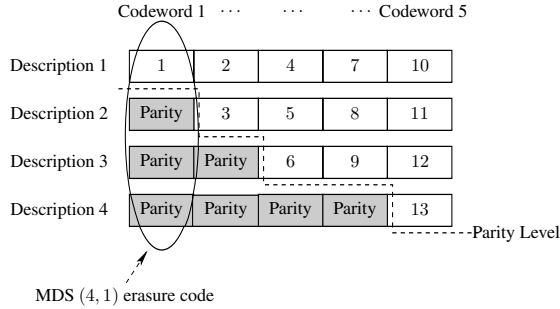 Codeword 1 ··· ··· ··· Codeword 5
Description 1 1 2 4 7 10
Description 2 Parity 3 5 8 11
Description 3 Parity Parity 6 9 12
Description 4 Parity Parity Parity Parity 13
Parity Level
MDS (4, 1) erasure code